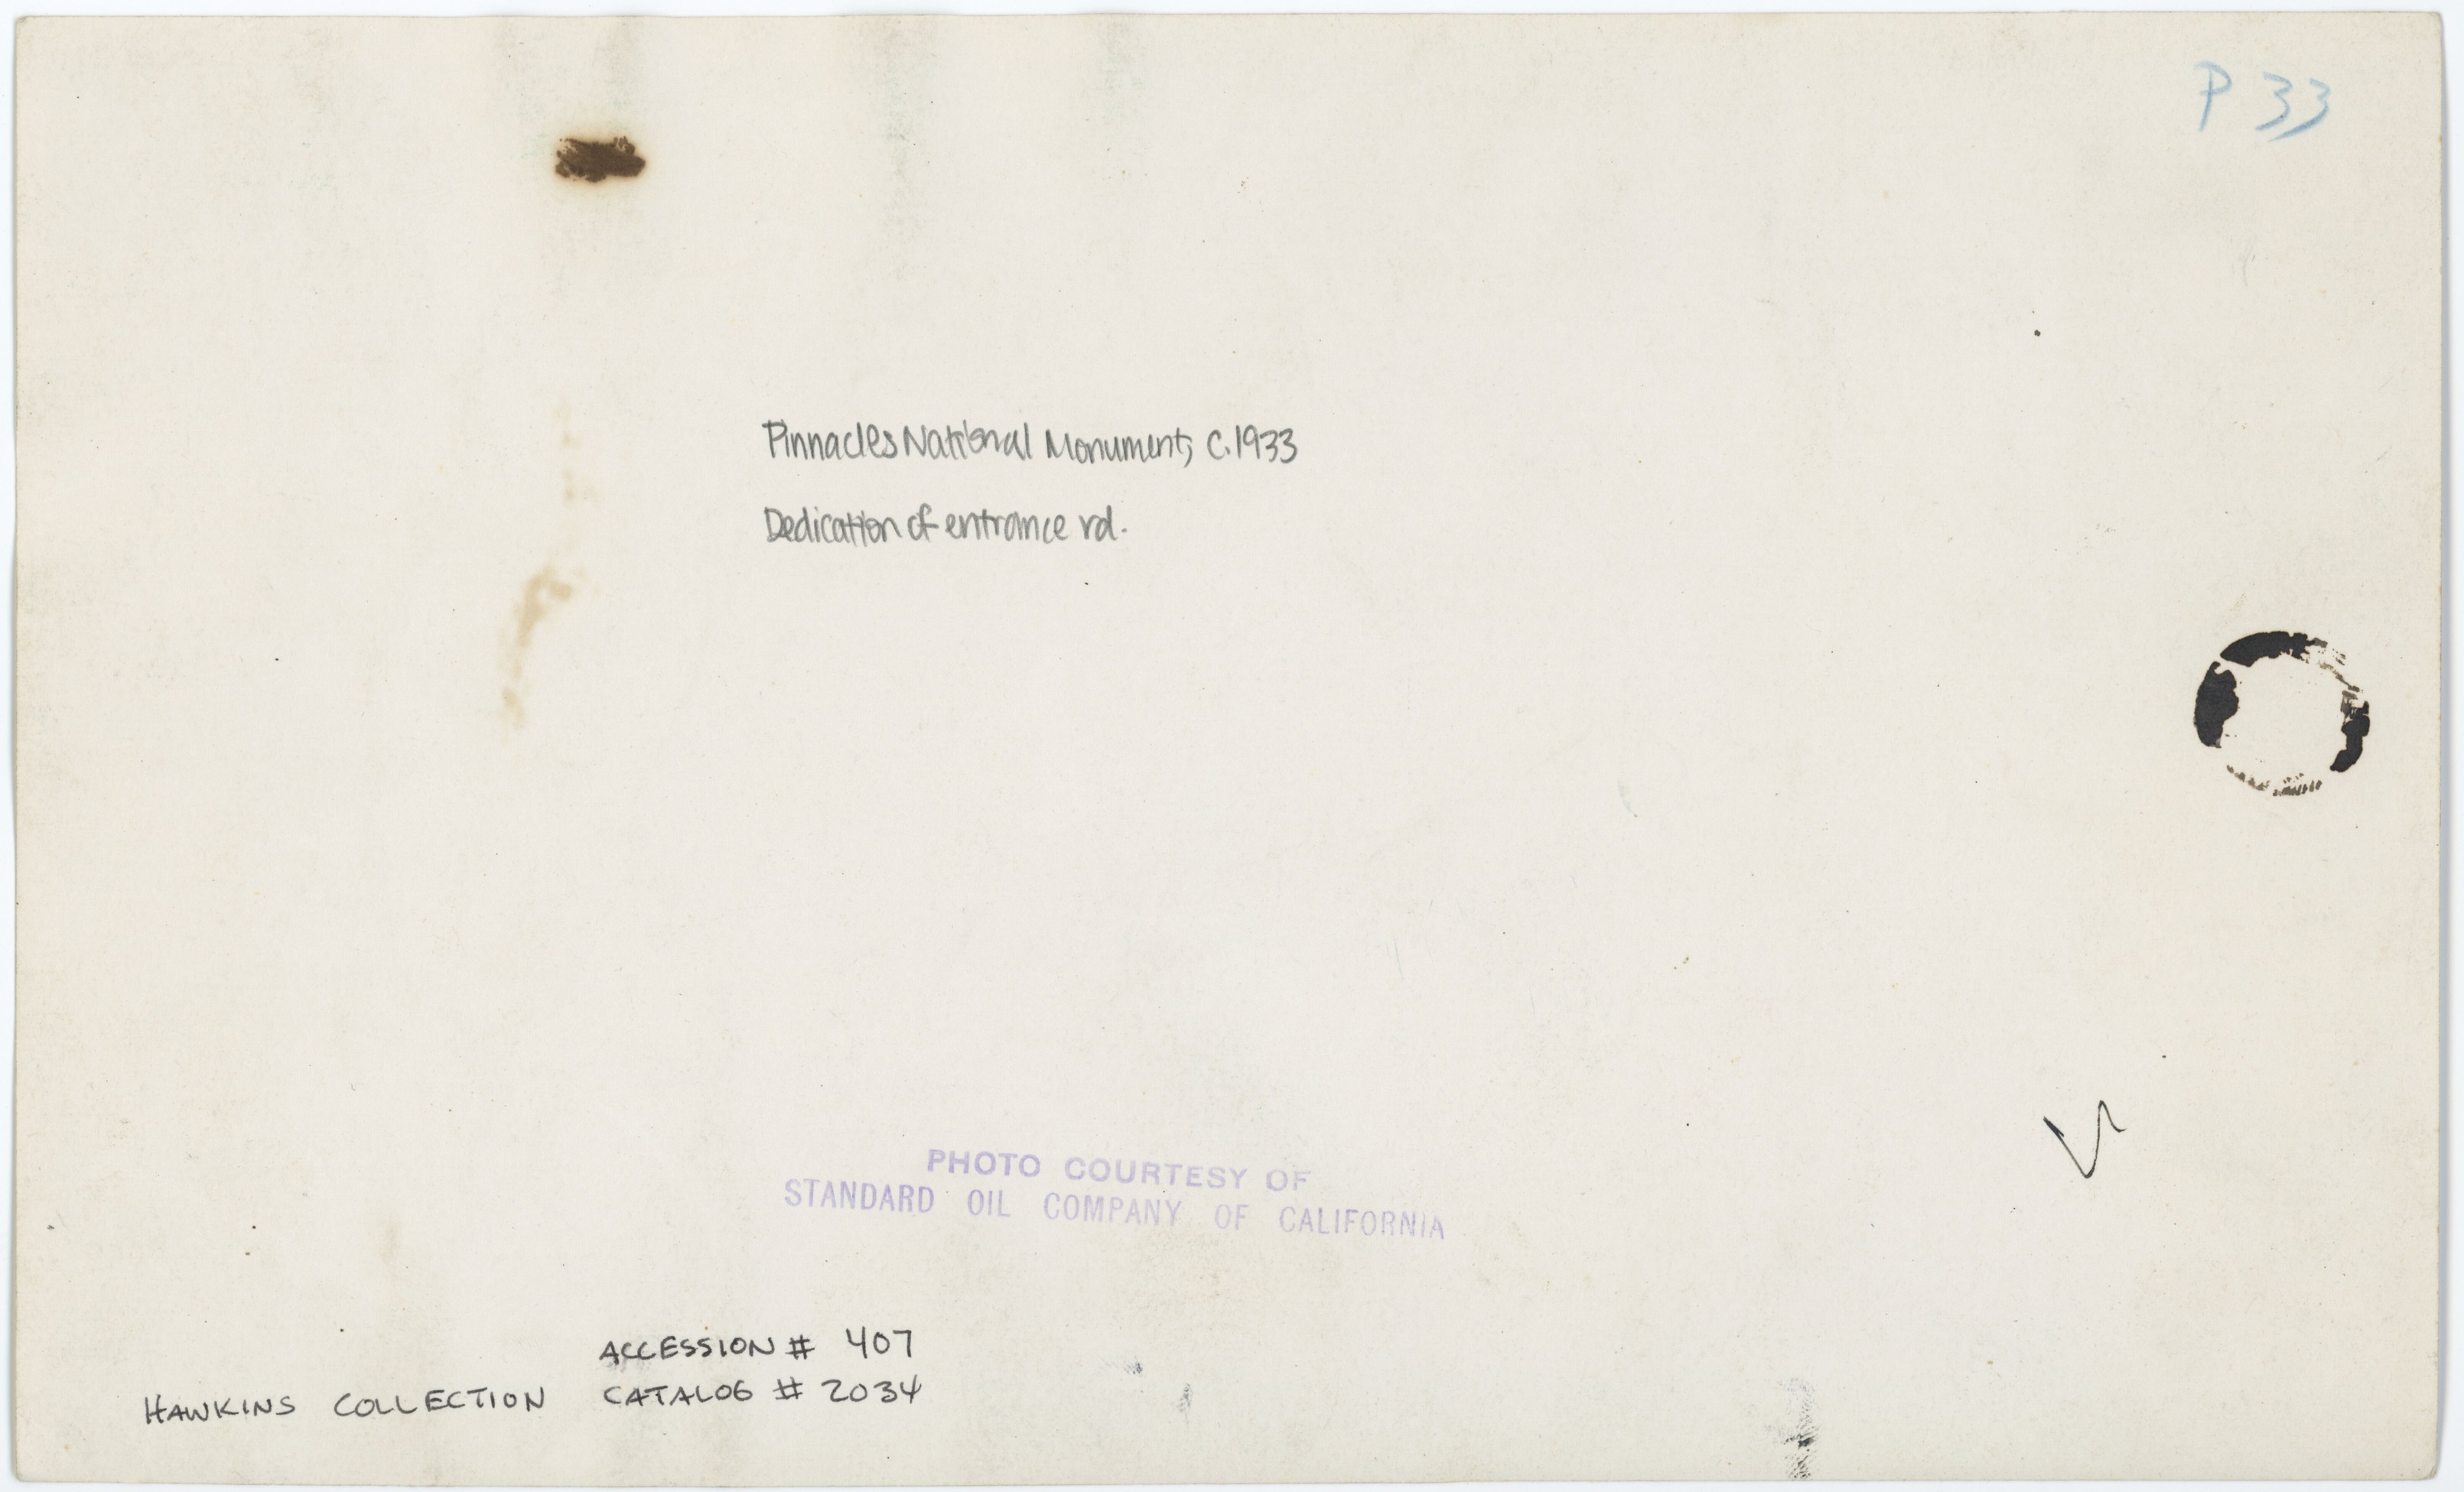 P 33
Pinnacles National Monument, C. 1933
Dedication of entrance rd.
PHOTO COURTESY OF
STANDARD OIL COMPANY OF CALIFORNIA
ACCESSION # 407
HAWKINS COLLECTION CATALOG # 2034